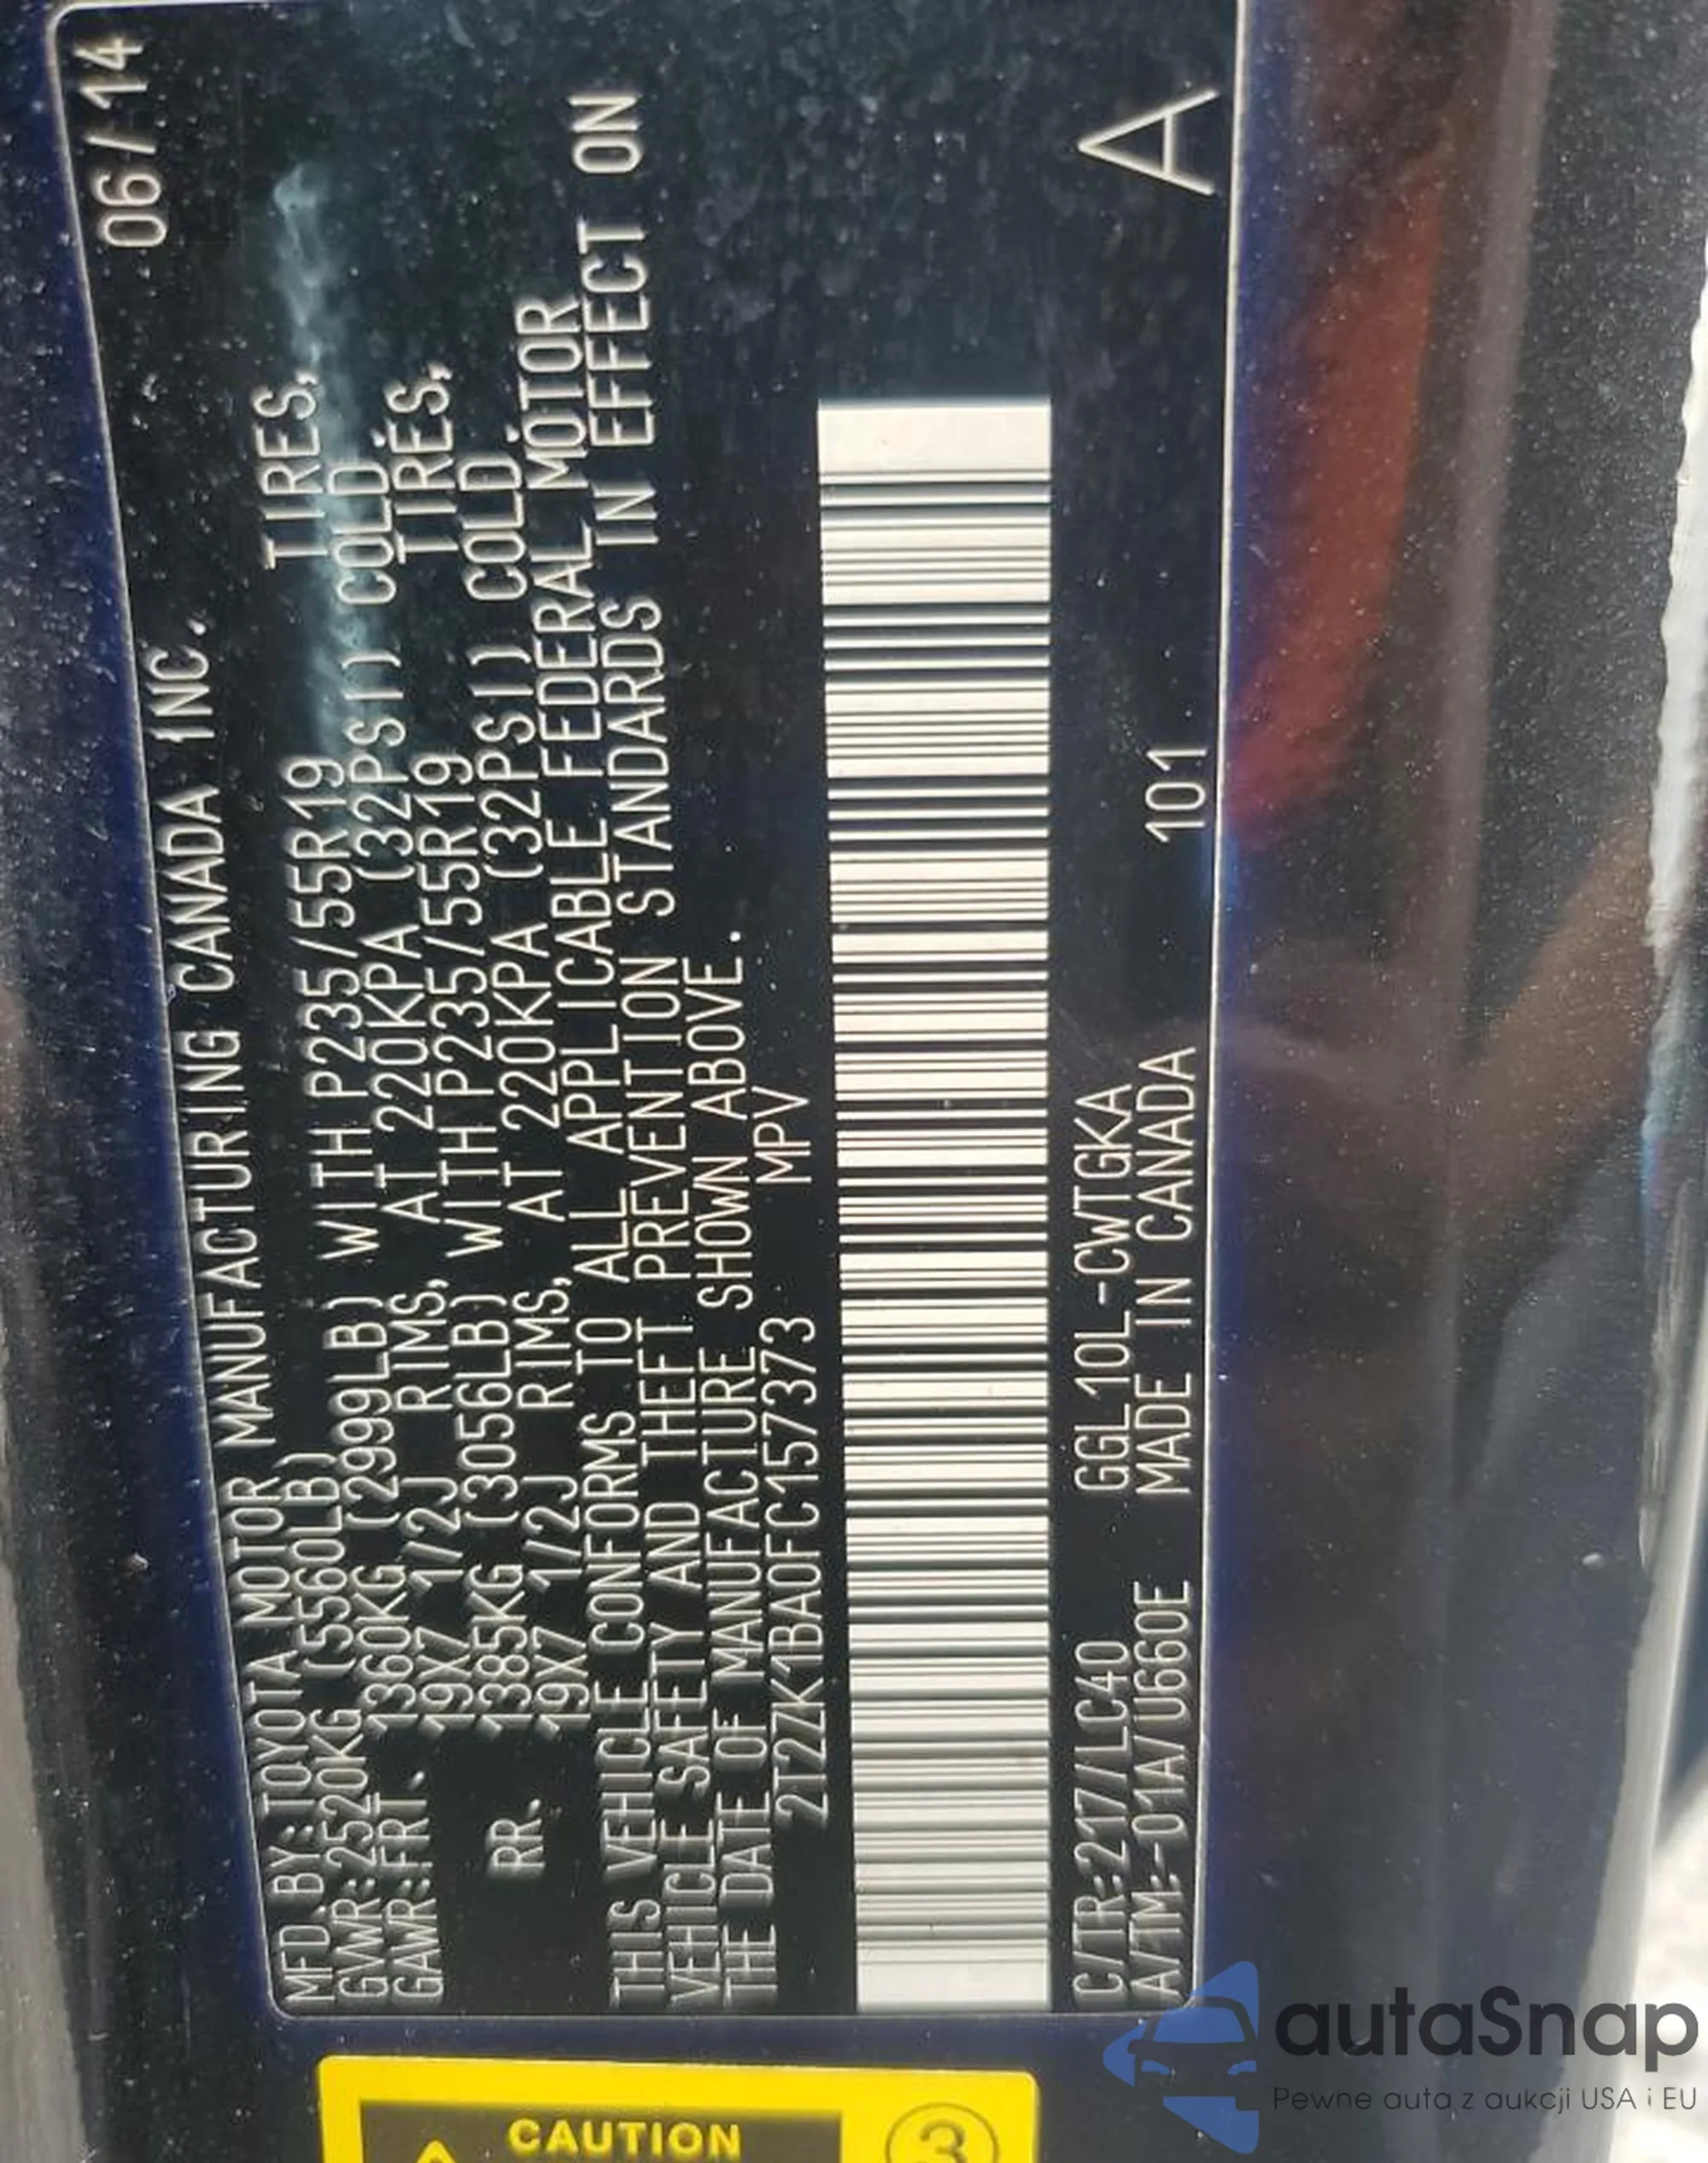 MFD.BY:TOYOTA MOTOR MANUFACTURING CANADA INC. 06/14
GVWR:2520KG (5560LB)
GAWR:FRT. 1360KG (2999LB) WITH P235/55R19 TIRES,
19X7 1/2J RIMS, AT 220KPA (32PSI) COLD.
RR. 1385KG (3056LB) WITH P235/55R19 TIRES,
19X7 1/2J RIMS, AT 220KPA (32PSI) COLD.
THIS VEHICLE CONFORMS TO ALL APPLICABLE FEDERAL MOTOR
VEHICLE SAFETY AND THEFT PREVENTION STANDARDS IN EFFECT ON
THE DATE OF MANUFACTURE SHOWN ABOVE.
2T2ZK1BA0FC157373 MPV
C/TR:217/LC40 GGL10L-CWTGKA
A/TM:-01A/U660E MADE IN CANADA 101 A
CAUTION
3
autaSnap
Pewne auta z aukcji USA i EU